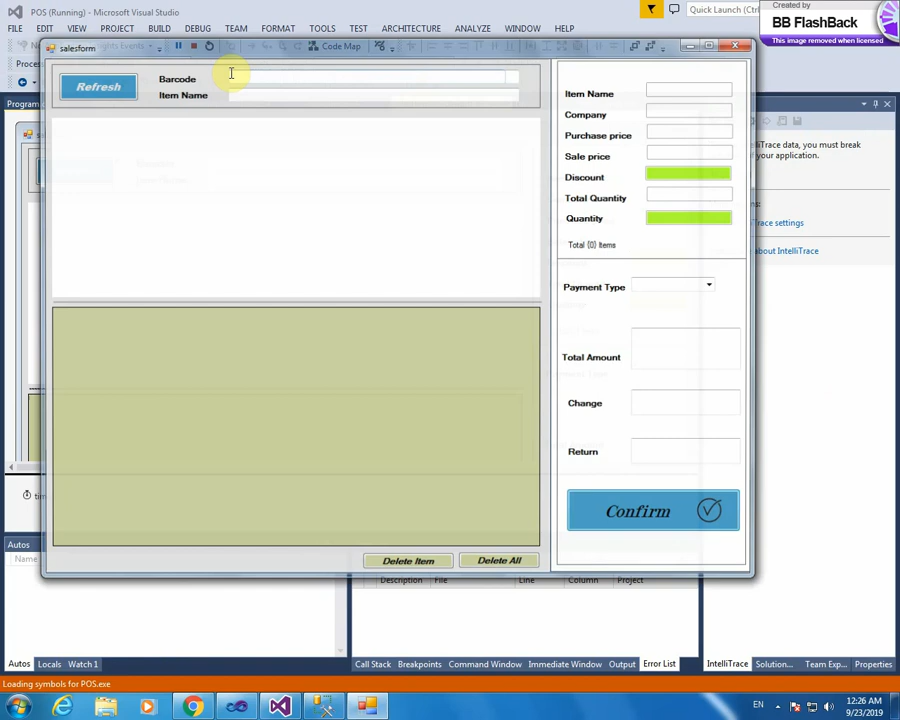 POS (Running) - Microsoft Visual Studio
Quick Launch (Ctrl
Created by
BB FlashBack
This image removed when licensed
FILE EDIT VIEW PROJECT BUILD DEBUG TEAM FORMAT TOOLS TEST ARCHITECTURE ANALYZE WINDOW HELP
salesform
Code Map
Proces
Program
Refresh
Barcode
Item Name
Item Name
Company
Purchase price
Sale price
Discount
Total Quantity
Quantity
Total (0) Items
Payment Type
Total Amount
Change
Return
Confirm
Delete Item
Delete All
IntelliTrace data, you must break
of your application.
IntelliTrace settings
about IntelliTrace
tim
Autos
Name
Description File Line Column Project
Autos Locals Watch 1
Call Stack Breakpoints Command Window Immediate Window Output Error List
IntelliTrace Solution... Team Exp... Properties
Loading symbols for POS.exe
EN
12:26 AM
9/23/2019